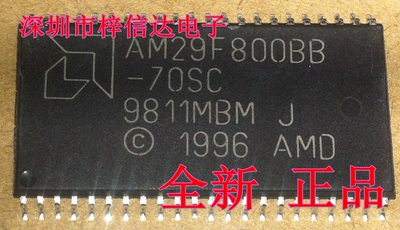 深圳市梓信达电子
AM29F800BB
-70SC
9811MBM J
© 1996 AMD
全新 正品